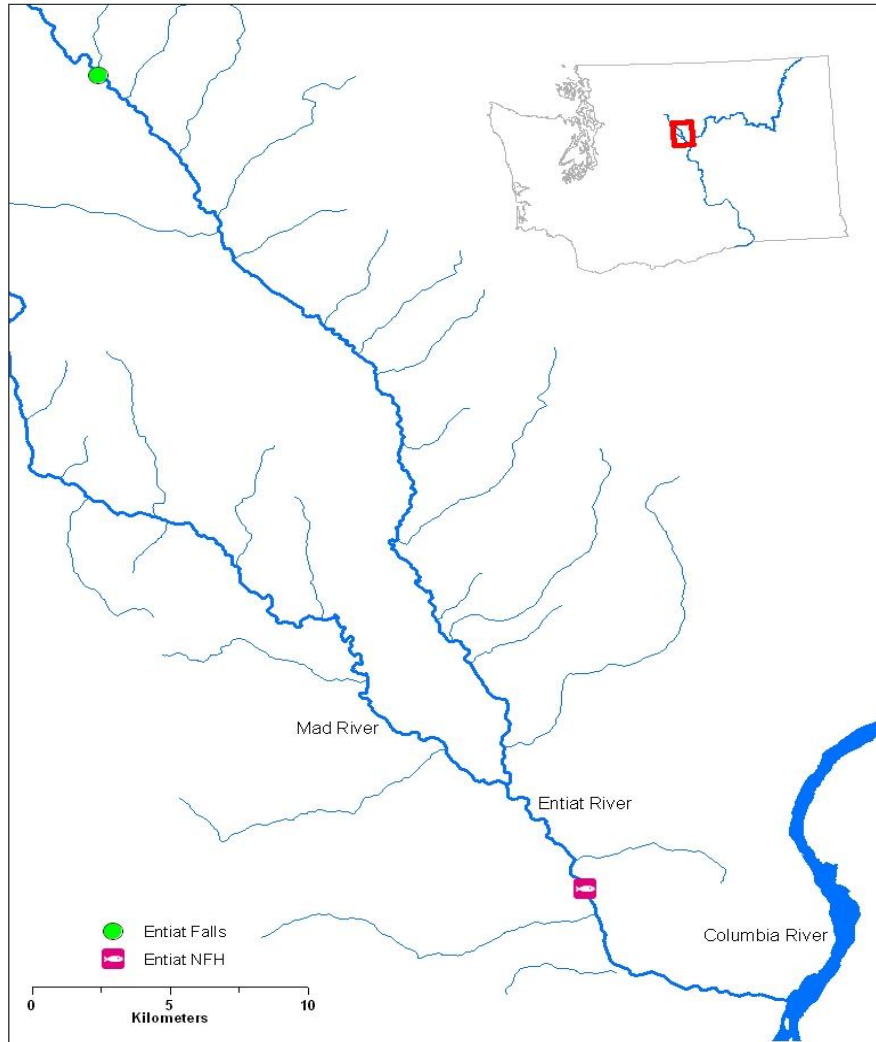 Mad River
Entiat River
Columbia River
Entiat Falls
Entiat NFH
0 5 10
Kilometers